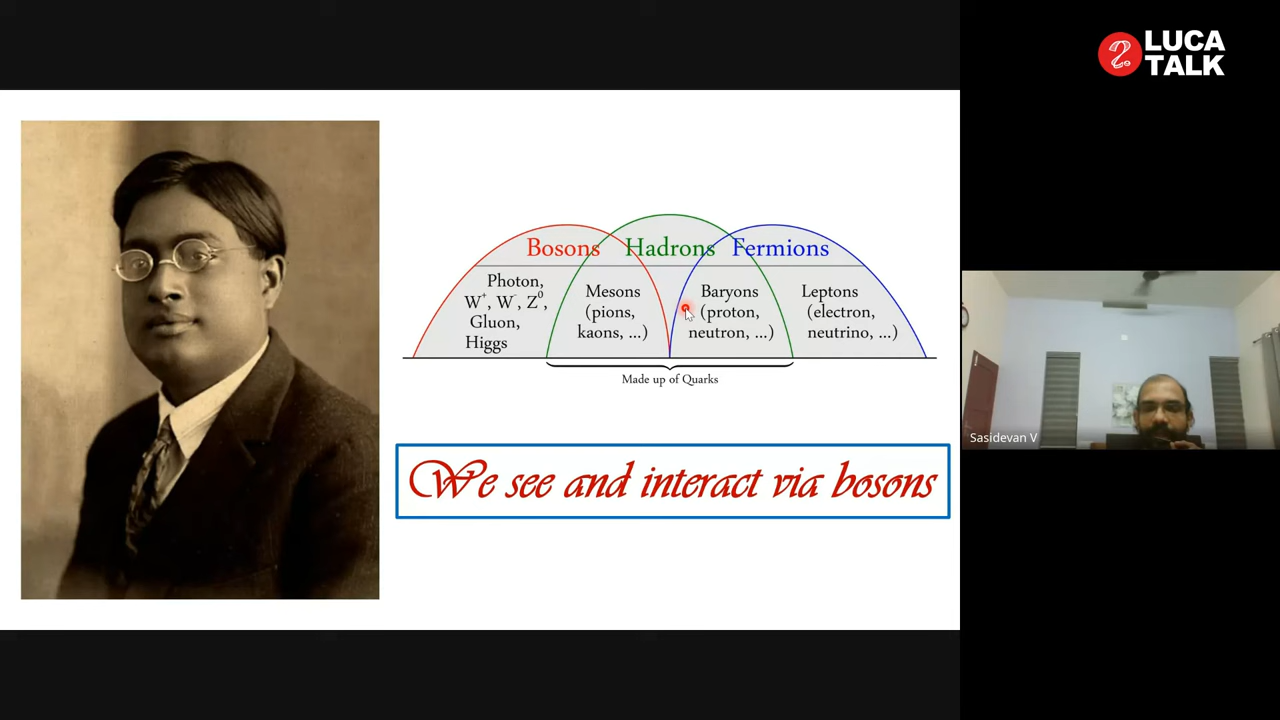 LUCA
TALK
Bosons
Hadrons
Fermions
Photon,
W+, W-, Z0,
Gluon,
Higgs
Mesons
(pions,
kaons, ...)
Baryons
(proton,
neutron, ...)
Leptons
(electron,
neutrino, ...)
Made up of Quarks
We see and interact via bosons
Sasidevan V